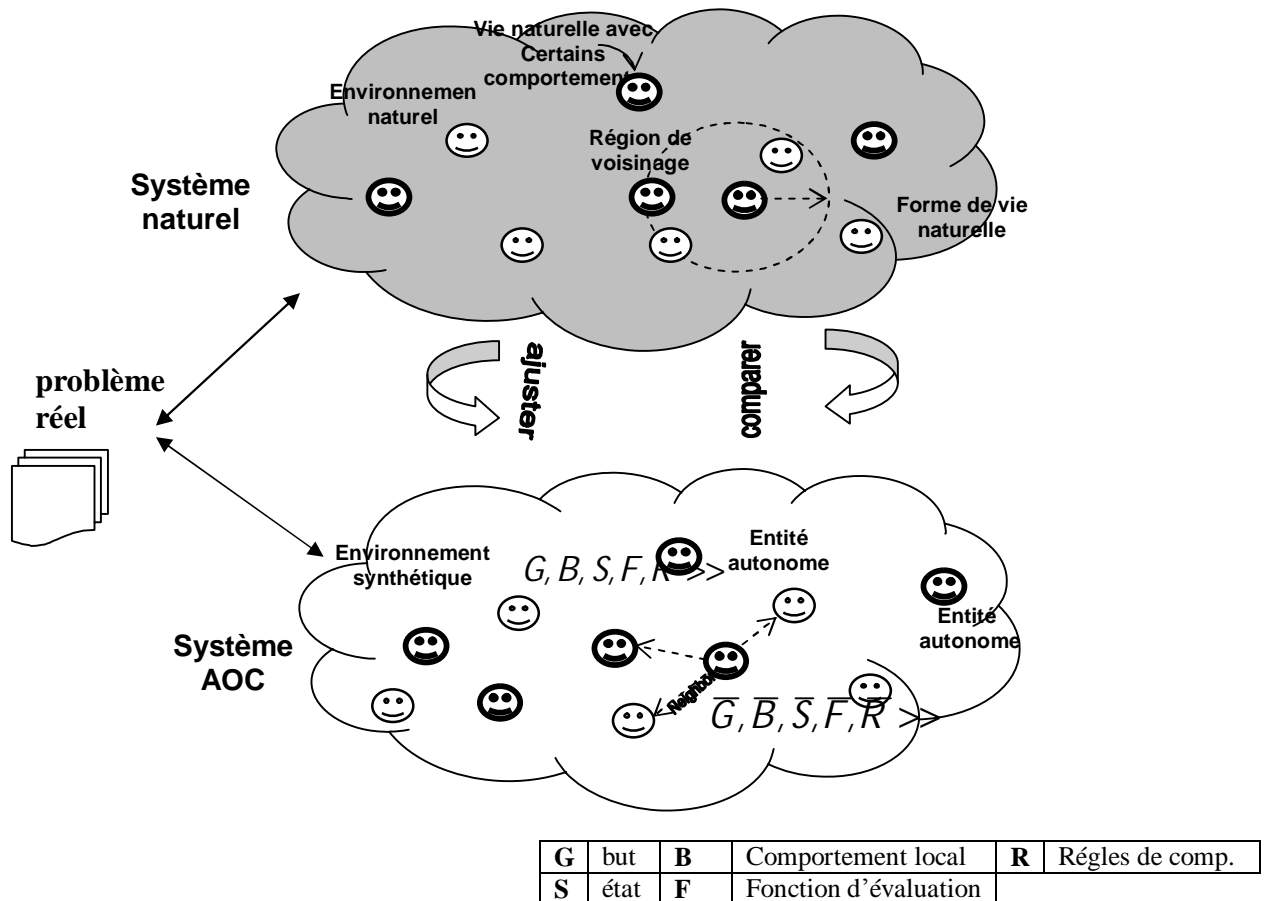 Vie naturelle avec
Certains
comportement
Environnemen
naturel
Région de
voisinage
Système
naturel
Forme de vie
naturelle
ajuster
comparer
problème
réel
Environnement
synthétique
G, B, S, F, R >>
Entité
autonome
Entité
autonome
Système
AOC
Neighbor
G̅, B̅, S̅, F̅, R̅ >>
G but B Comportement local R Régles de comp.
S état F Fonction d’évaluation